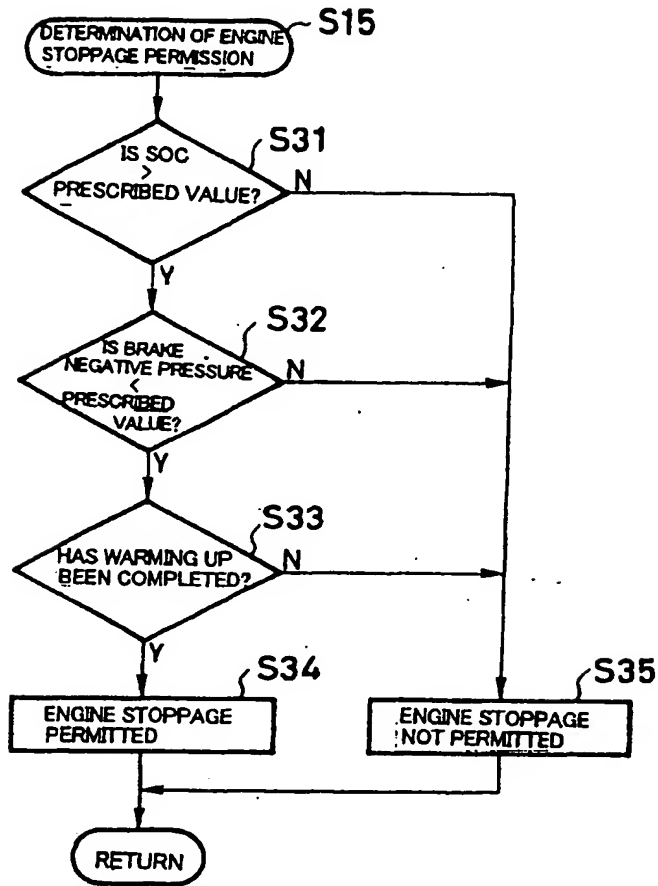 DETERMINATION OF ENGINE
STOPPAGE PERMISSION
S15
IS SOC
>
PRESCRIBED VALUE?
S31
N
Y
IS BRAKE
NEGATIVE PRESSURE
<
PRESCRIBED
VALUE?
S32
N
Y
HAS WARMING UP
BEEN COMPLETED?
S33
N
Y
S34
ENGINE STOPPAGE
PERMITTED
S35
ENGINE STOPPAGE
NOT PERMITTED
RETURN